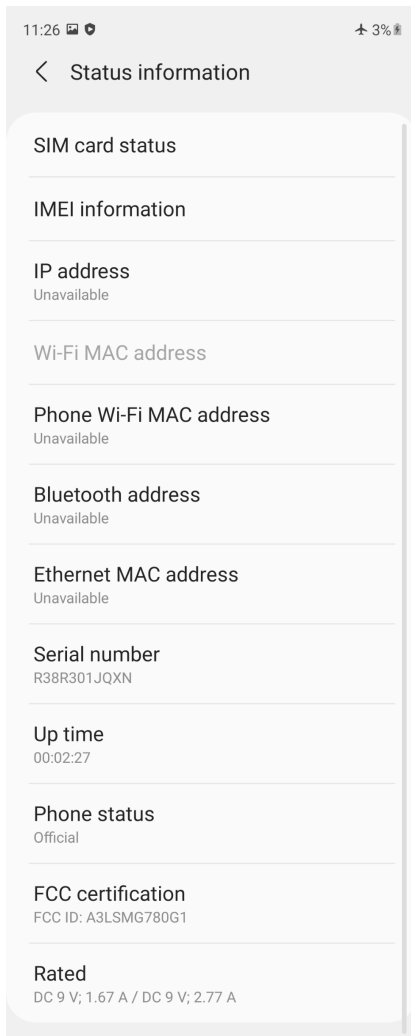 11:26 3%
Status information
SIM card status
IMEI information
IP address
Unavailable
Wi-Fi MAC address
Phone Wi-Fi MAC address
Unavailable
Bluetooth address
Unavailable
Ethernet MAC address
Unavailable
Serial number
R38R301JQXN
Up time
00:02:27
Phone status
Official
FCC certification
FCC ID: A3LSMG780G1
Rated
DC 9 V; 1.67 A / DC 9 V; 2.77 A